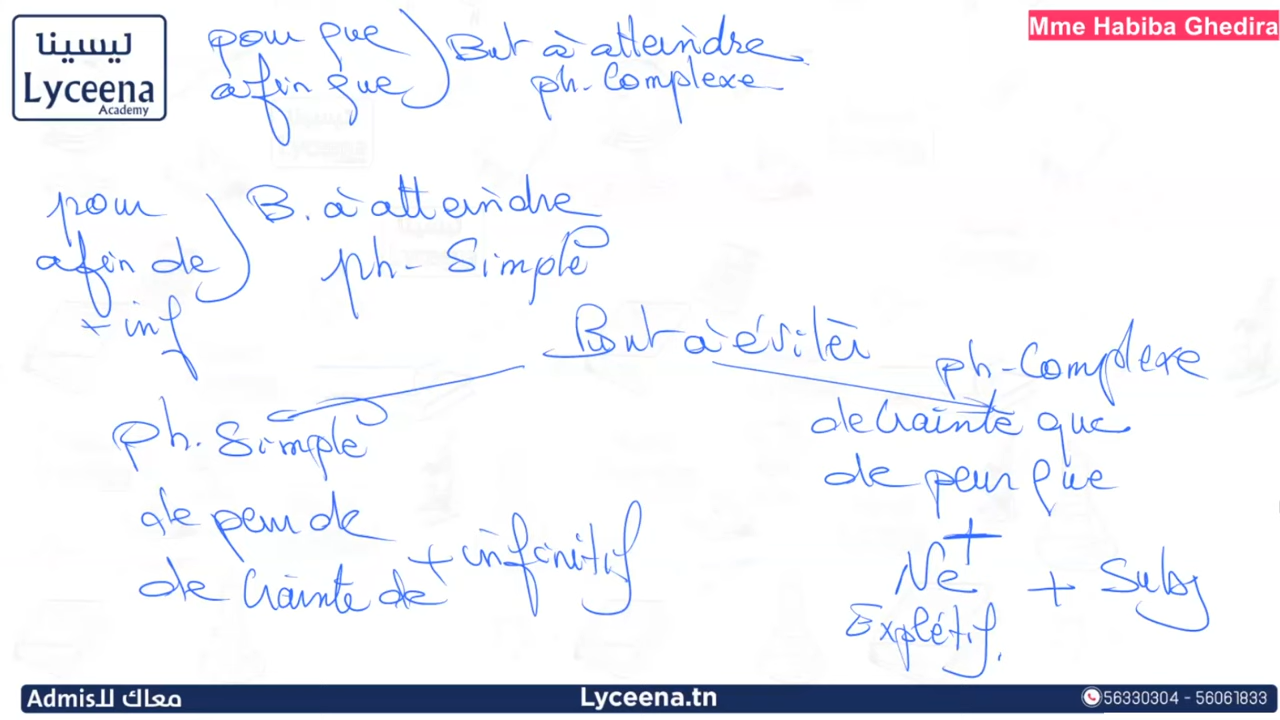 ليسينا
Lyceena
Academy
Mme Habiba Ghedira
pour que
afin que
But à atteindre
ph. Complexe
pour
afin de
+ inf
B. à atteindre
ph - Simple
But à éviter
ph. Simple
de peur de
de crainte de + infinitif
ph - Complexe
de crainte que
de peur que
+
Ne + Subj
Explétif.
معاك للـAdmis
Lyceena.tn
56330304 - 56061833